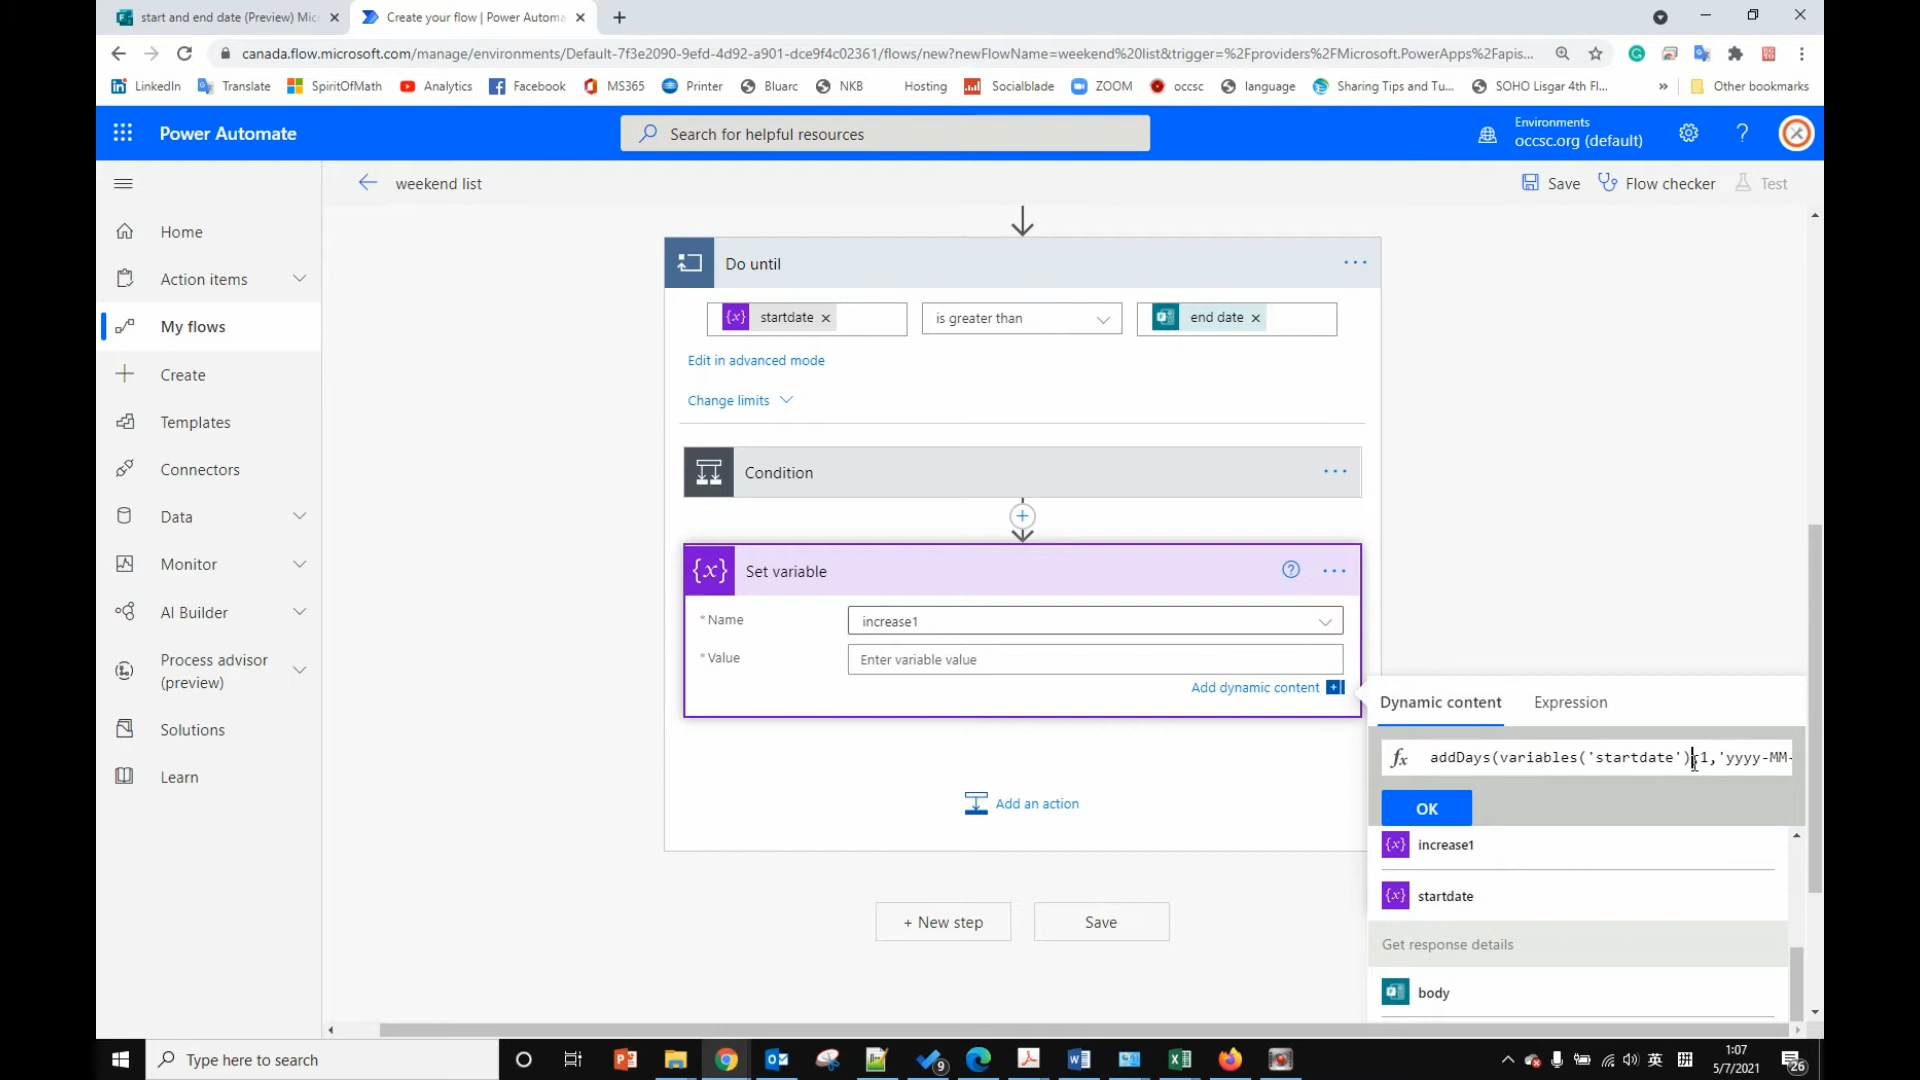 start and end date (Preview) Mic
Create your flow | Power Automa
canada.flow.microsoft.com/manage/environments/Default-7f3e2090-9efd-4d92-a901-dce9f4c02361/flows/new?newFlowName=weekend%20list&trigger=%2Fproviders%2FMicrosoft.PowerApps%2Fapis...
LinkedIn Translate SpiritOfMath Analytics Facebook MS365 Printer Bluarc NKB Hosting Socialblade ZOOM occsc language Sharing Tips and Tu... SOHO Lisgar 4th Fl... » Other bookmarks
Power Automate
Search for helpful resources
Environments
occsc.org (default)
weekend list
Save
Flow checker
Test
Home
Action items
My flows
Create
Templates
Connectors
Data
Monitor
AI Builder
Process advisor
(preview)
Solutions
Learn
Do until
{x} startdate ×
is greater than
end date ×
Edit in advanced mode
Change limits
Condition
{x} Set variable
* Name
increase1
* Value
Enter variable value
Add dynamic content
Add an action
+ New step
Save
Dynamic content
Expression
fx addDays(variables('startdate'),1,'yyyy-MM-
OK
{x} increase1
{x} startdate
Get response details
body
Type here to search
9
英
1:07
5/7/2021
26